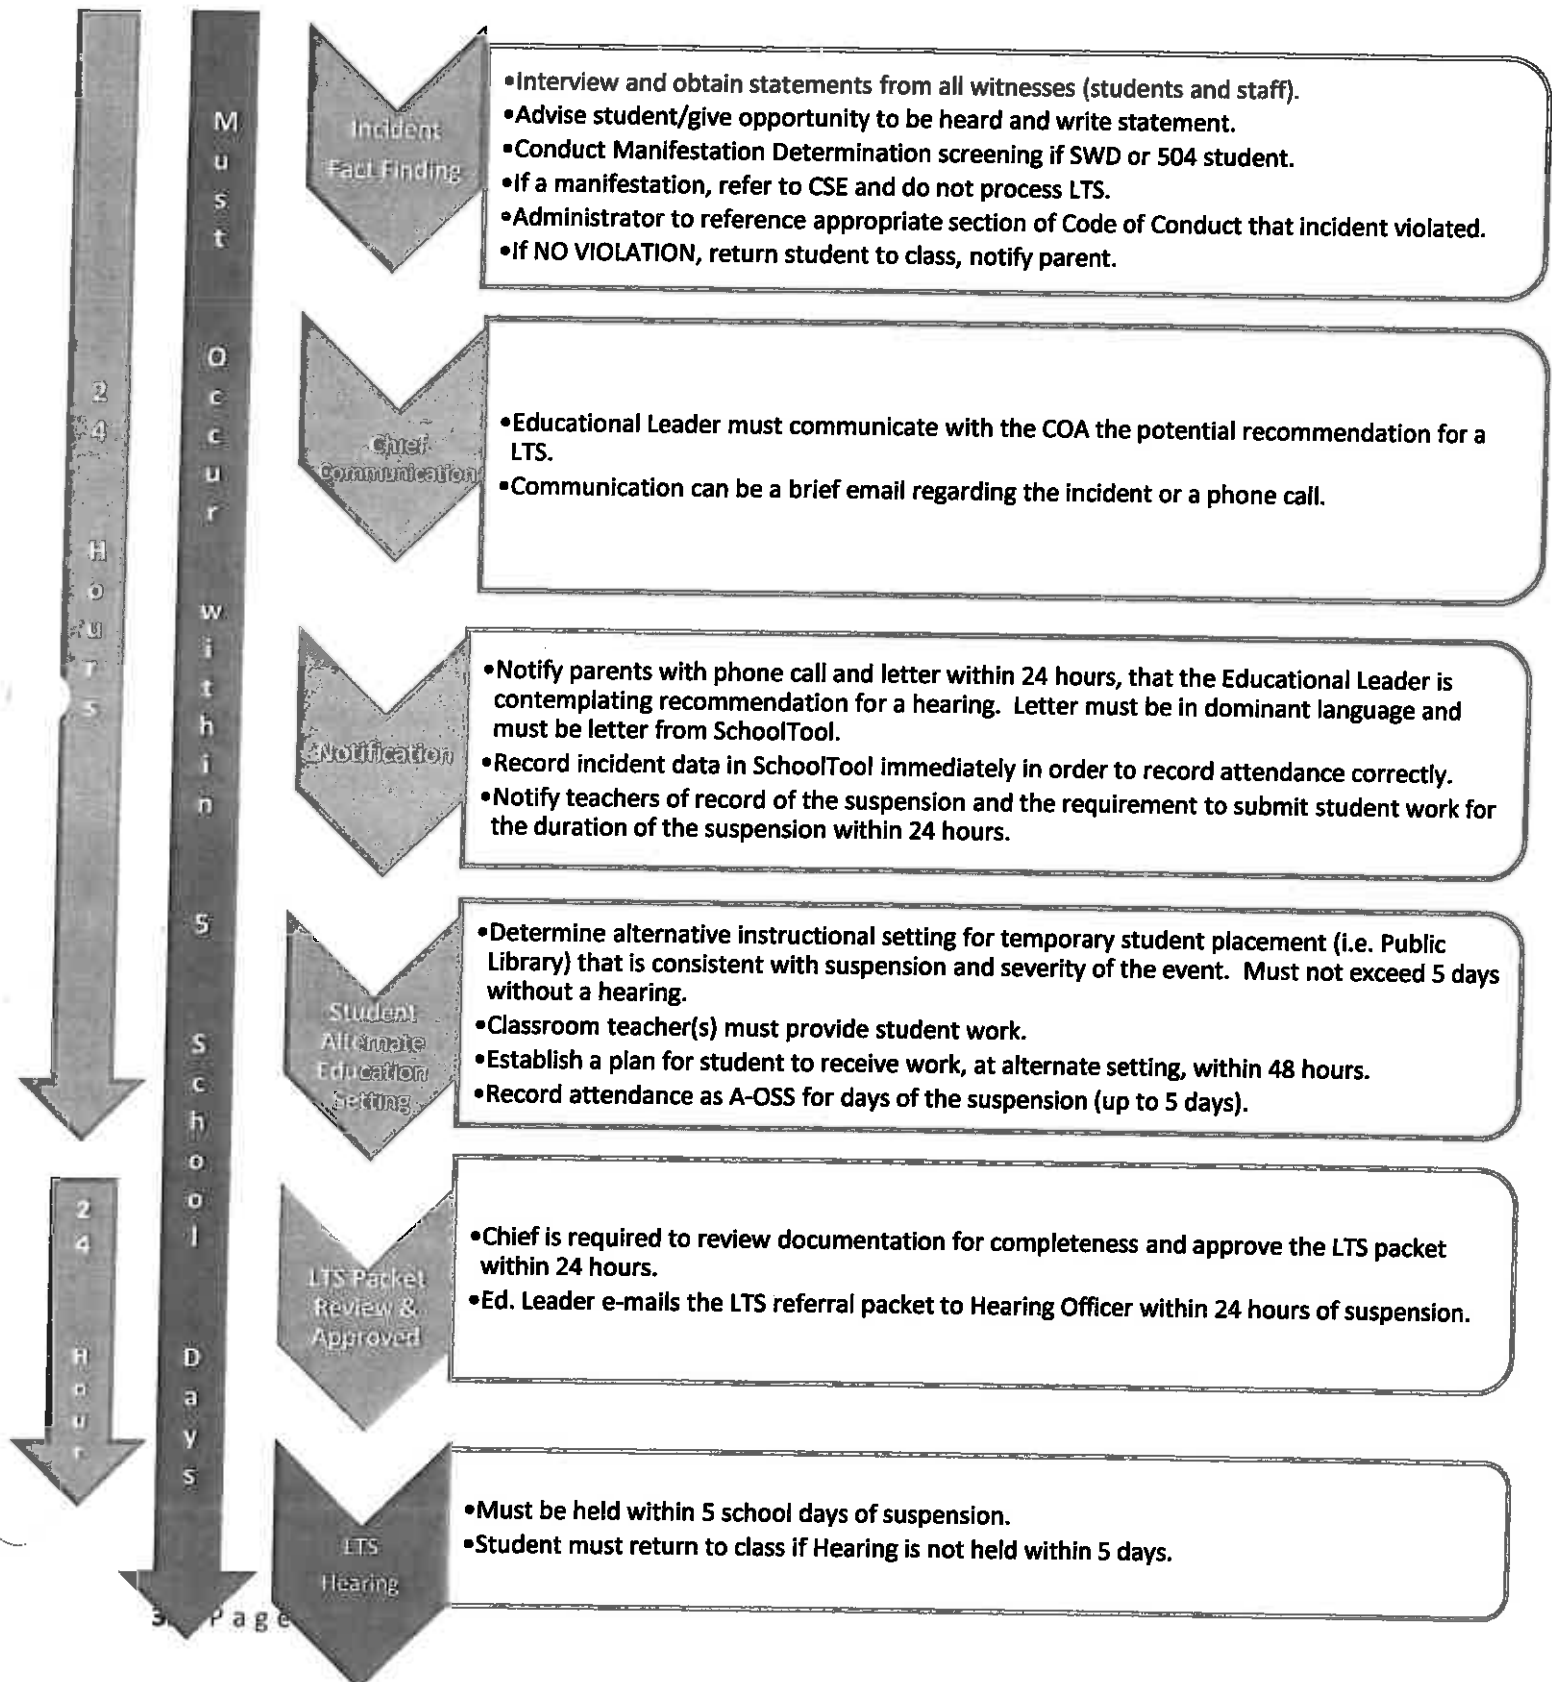 24 Hours
Must Occur within 5 School Days
Incident
Fact Finding
•Interview and obtain statements from all witnesses (students and staff).
•Advise student/give opportunity to be heard and write statement.
•Conduct Manifestation Determination screening if SWD or 504 student.
•If a manifestation, refer to CSE and do not process LTS.
•Administrator to reference appropriate section of Code of Conduct that incident violated.
•If NO VIOLATION, return student to class, notify parent.
Chief
Communication
•Educational Leader must communicate with the COA the potential recommendation for a
LTS.
•Communication can be a brief email regarding the incident or a phone call.
Notification
•Notify parents with phone call and letter within 24 hours, that the Educational Leader is
contemplating recommendation for a hearing. Letter must be in dominant language and
must be letter from SchoolTool.
•Record incident data in SchoolTool immediately in order to record attendance correctly.
•Notify teachers of record of the suspension and the requirement to submit student work for
the duration of the suspension within 24 hours.
Student
Alternate
Education
Setting
•Determine alternative instructional setting for temporary student placement (i.e. Public
Library) that is consistent with suspension and severity of the event. Must not exceed 5 days
without a hearing.
•Classroom teacher(s) must provide student work.
•Establish a plan for student to receive work, at alternate setting, within 48 hours.
•Record attendance as A-OSS for days of the suspension (up to 5 days).
24 Hour
LTS Packet
Review &
Approved
•Chief is required to review documentation for completeness and approve the LTS packet
within 24 hours.
•Ed. Leader e-mails the LTS referral packet to Hearing Officer within 24 hours of suspension.
LTS
Hearing
•Must be held within 5 school days of suspension.
•Student must return to class if Hearing is not held within 5 days.
Page